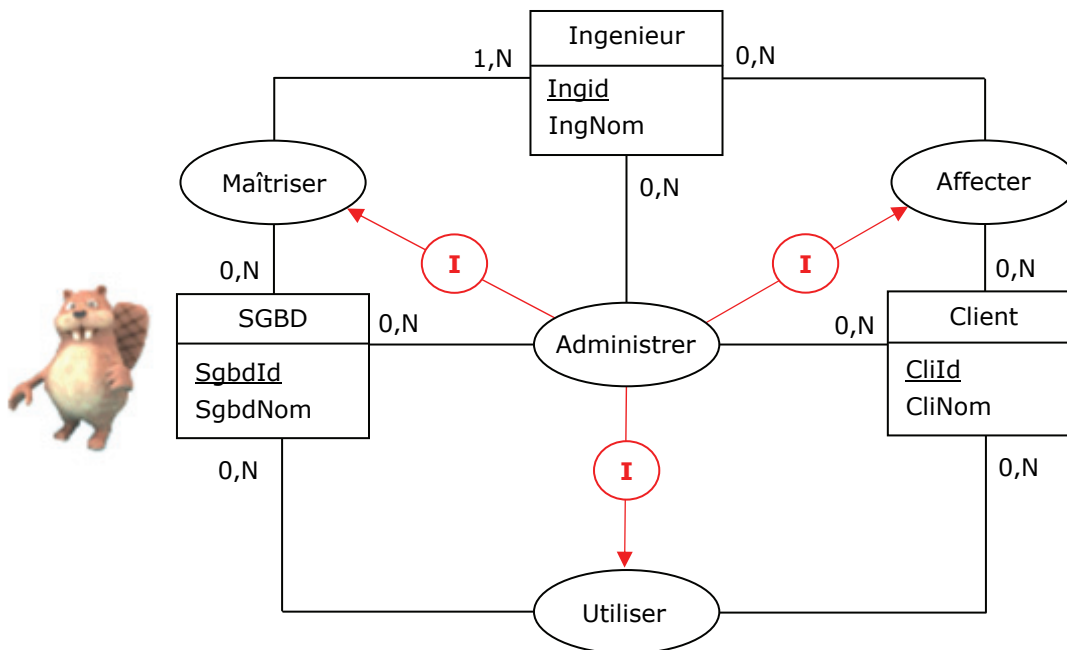 Ingenieur
1,N
0,N
Ingid
IngNom
Maîtriser
0,N
Affecter
I
I
0,N
0,N
SGBD
0,N
Administrer
0,N
Client
SgbdId
SgbdNom
CliId
CliNom
0,N
I
0,N
Utiliser